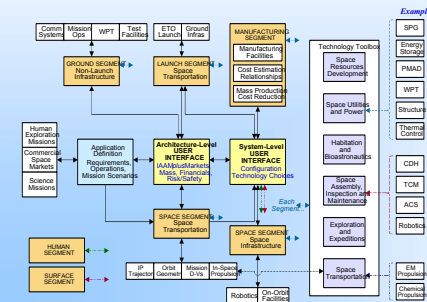 Example
Comm Systems
Mission Ops
WPT
Test Facilities
ETO Launch
Ground Infras
MANUFACTURING SEGMENT
Manufacturing Facilities
Cost Estimation Relationships
Mass Production Cost Reduction
GROUND SEGMENT
Non-Launch Infrastructure
LAUNCH SEGMENT
Space Transportation
Technology Toolbox
Space Resources Development
Space Utilities and Power
Habitation and Bioastronautics
Space Assembly, Inspection and Maintenance
Exploration and Expeditions
Space Transportation
SPG
Energy Storage
PMAD
WPT
Structure
Thermal Control
CDH
TCM
ACS
Robotics
EM Propulsion
Chemical Propulsion
Human Exploration Missions
Commercial Space Markets
Science Missions
Application Definition
Requirements, Operations, Mission Scenarios
Architecture-Level USER INTERFACE
Mass, Financials, Risk/Safety
System-Level USER INTERFACE
Configuration Technology Choices
Each Segment...
SPACE SEGMENT
Space Transportation
SPACE SEGMENT
Space Infrastructure
HUMAN SEGMENT
SURFACE SEGMENT
IP Trajector
Orbit Geometr
Mission D-Vs
In-Space Propulsion
Robotics
On-Orbit Facilities